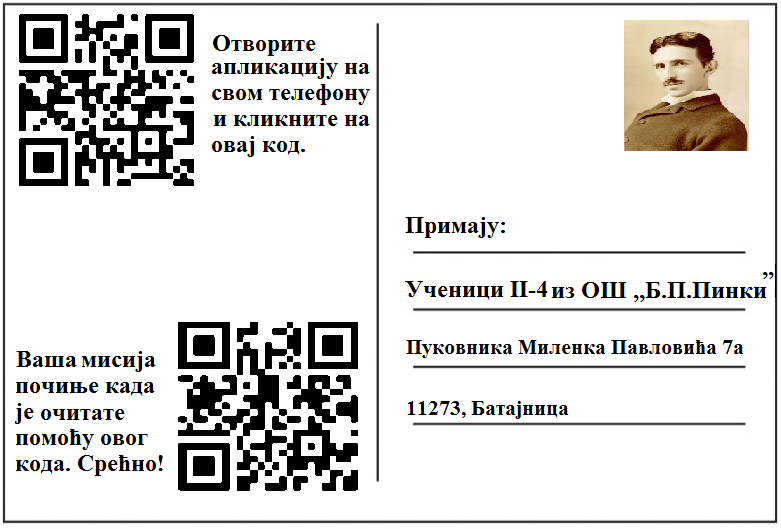 Отворите
апликацију на
свом телефону
и кликните на
овај код.
Ваша мисија
почиње када
је очитате
помоћу овог
кода. Срећно!
Примају:
Ученици II-4 из ОШ „Б.П.Пинки”
Пуковника Миленка Павловића 7а
11273, Батајница